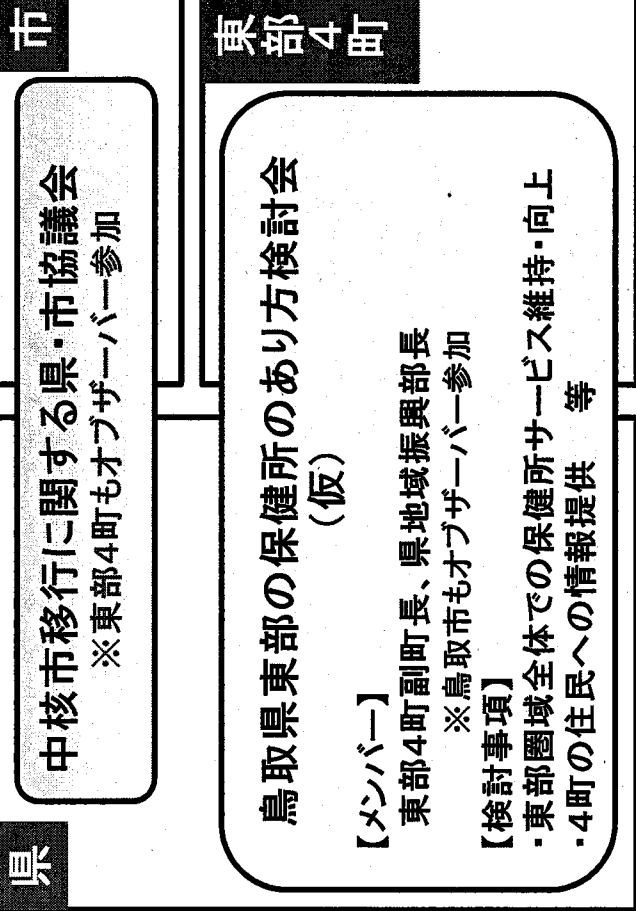 県
市
中核市移行に関する県・市協議会
※東部4町もオブザーバー参加
東部4町
鳥取県東部の保健所のあり方検討会
(仮)
【メンバー】
東部4町副町長、県地域振興部長
※鳥取市もオブザーバー参加
【検討事項】
・東部圏域全体での保健所サービス維持・向上
・4町の住民への情報提供　等